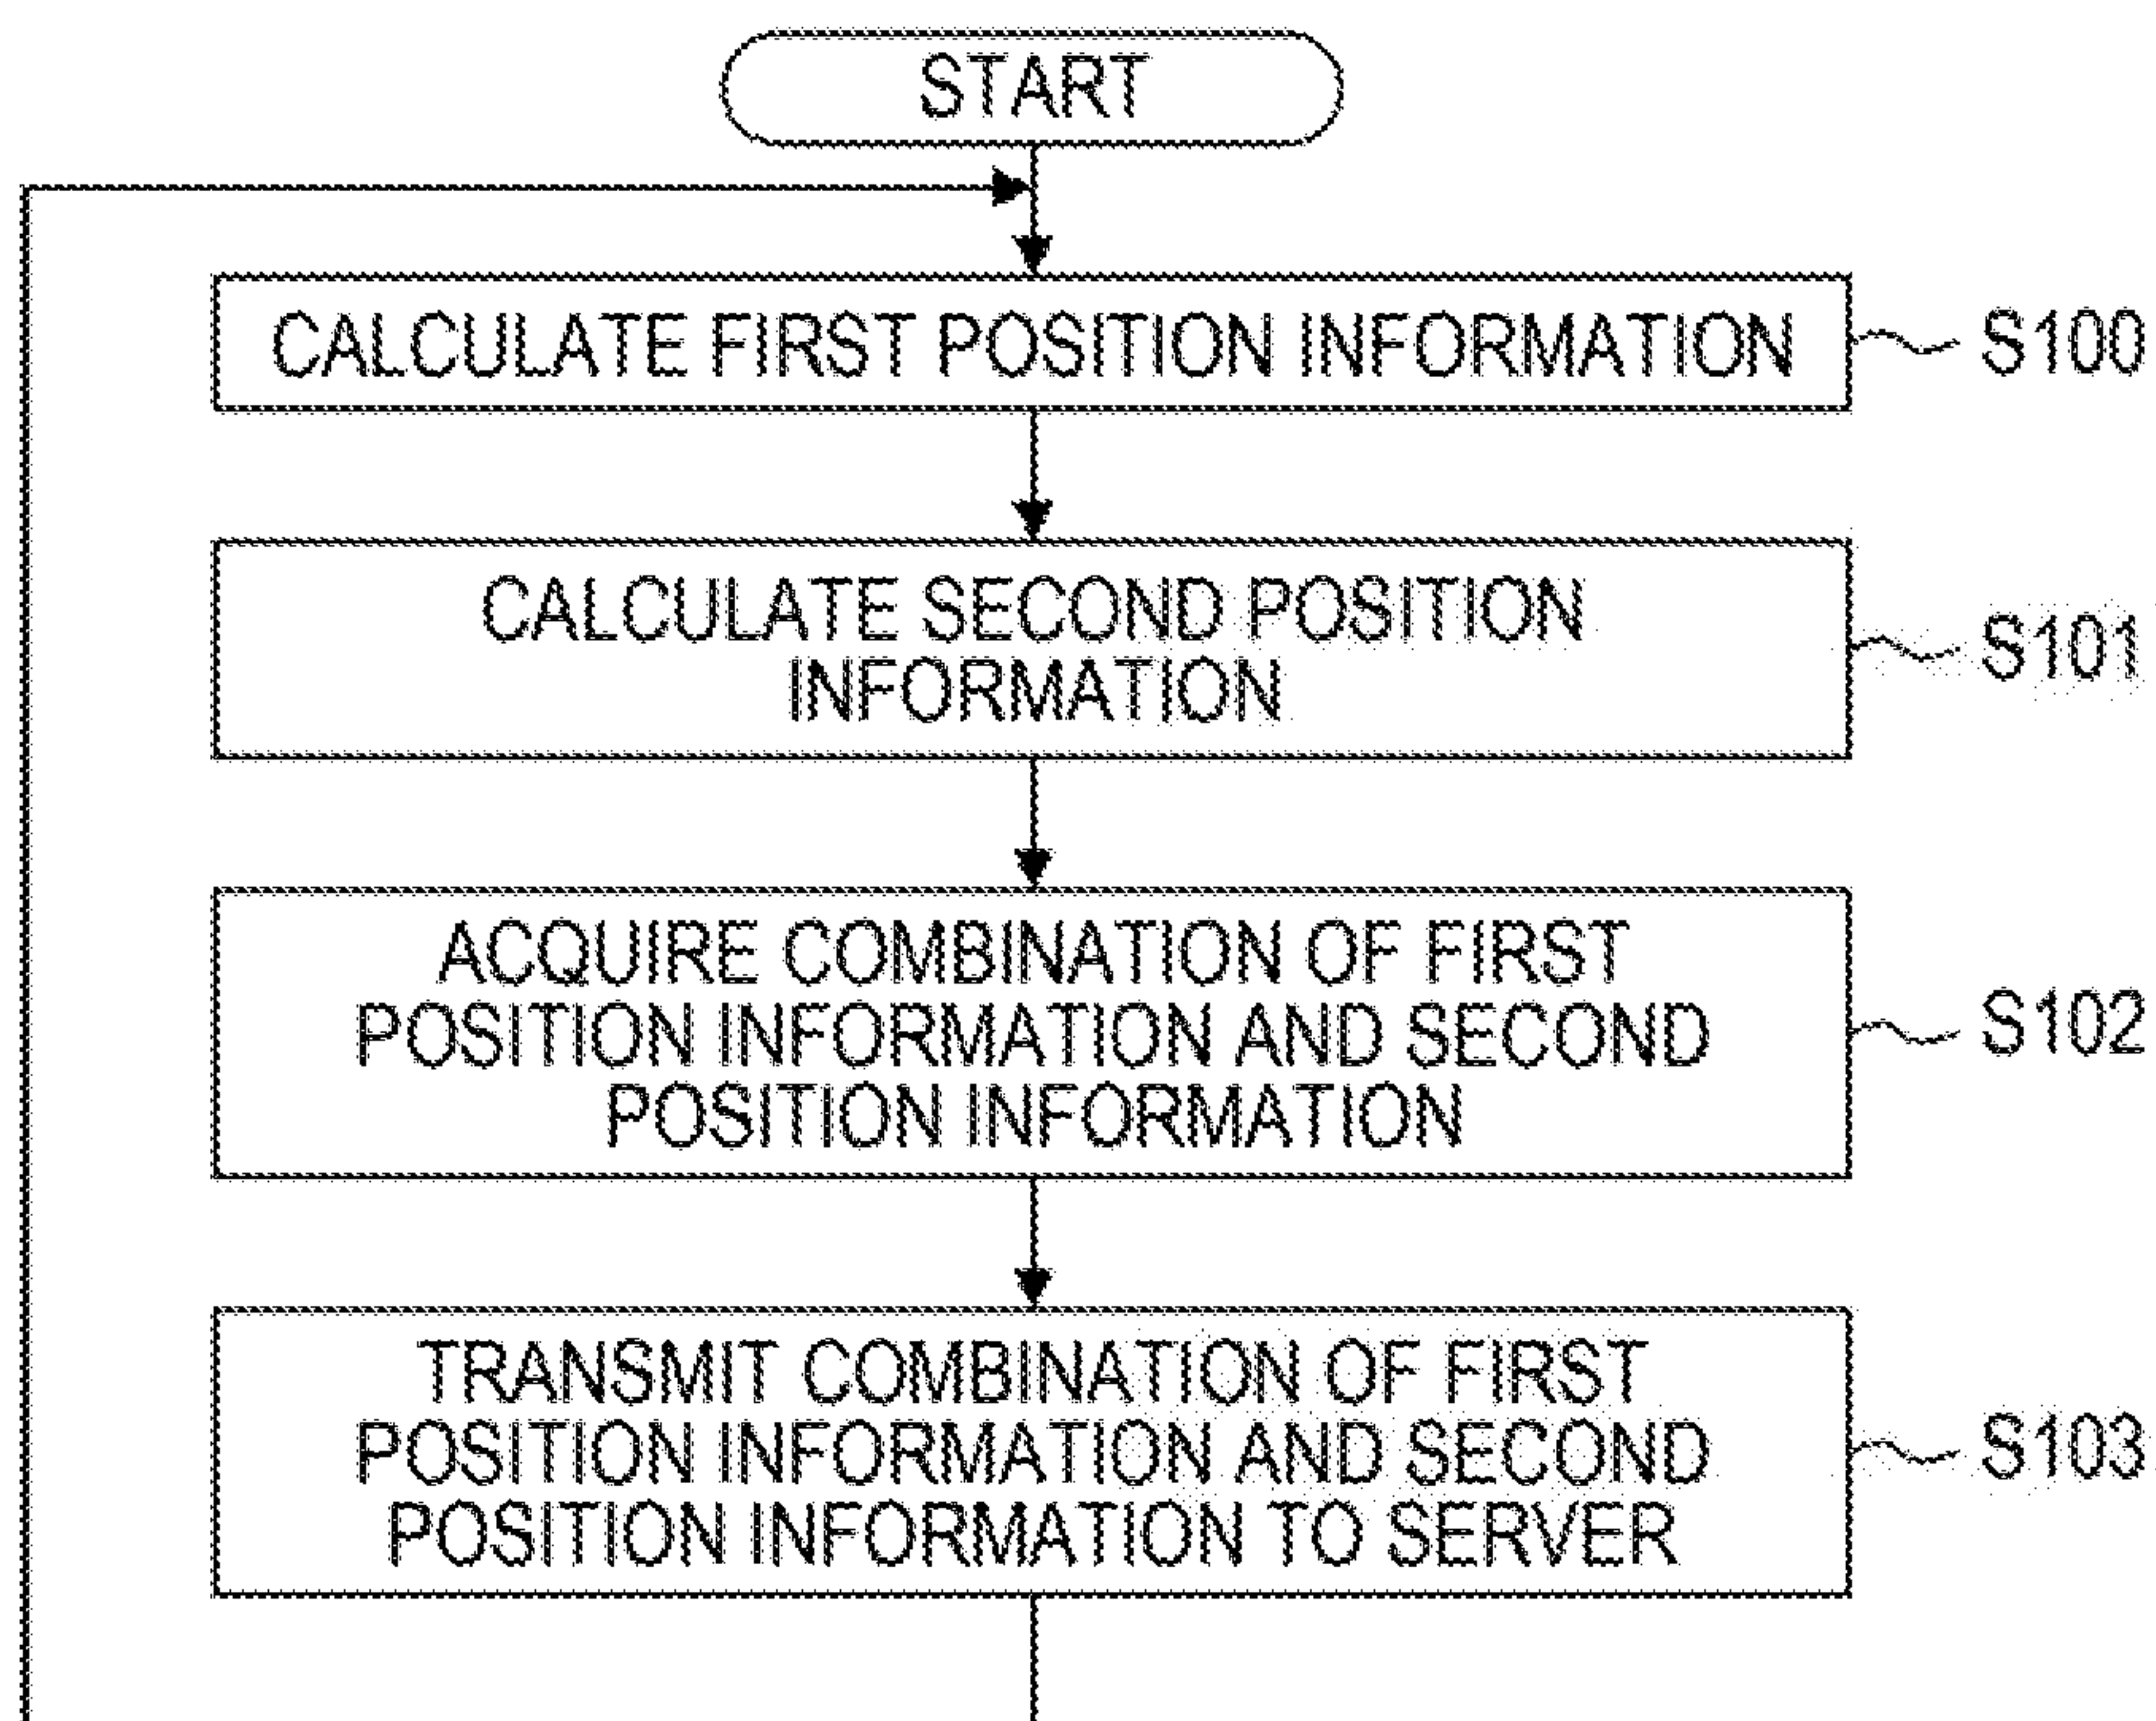 START
CALCULATE FIRST POSITION INFORMATION
S100
CALCULATE SECOND POSITION
INFORMATION
S101
ACQUIRE COMBINATION OF FIRST
POSITION INFORMATION AND SECOND
POSITION INFORMATION
S102
TRANSMIT COMBINATION OF FIRST
POSITION INFORMATION AND SECOND
POSITION INFORMATION TO SERVER
S103